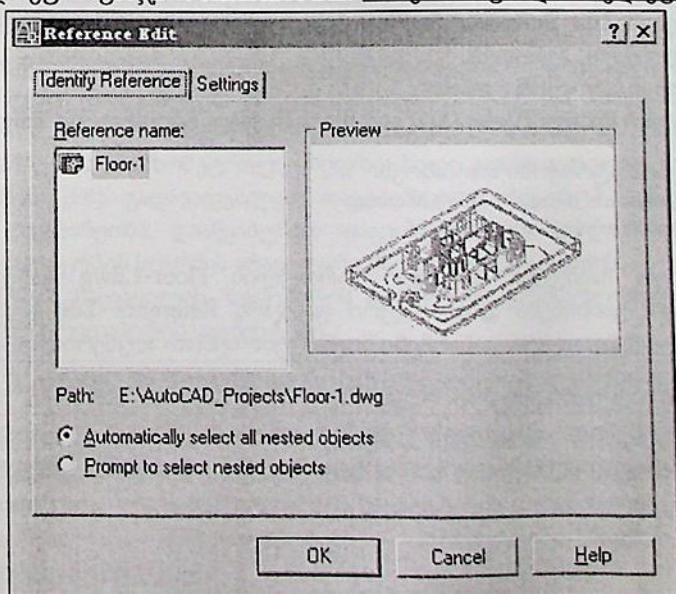 Reference Edit
? ×
Identify Reference Settings
Reference name: Preview
Floor-1
Path: E:\AutoCAD_Projects\Floor-1.dwg
Automatically select all nested objects
Prompt to select nested objects
OK Cancel Help